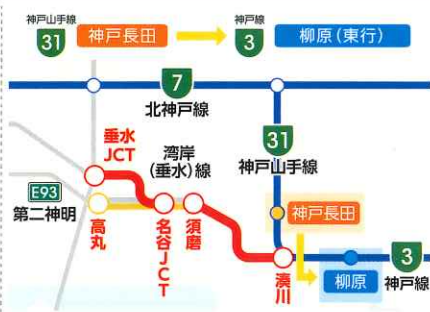 神戸山手線
31 神戸長田 3 柳原(東行)
神戸線
7
北神戸線
垂水
JCT
湾岸
(垂水)線
31
神戸山手線
E93
第二神明
高丸
名谷JCT
須磨
神戸長田
湊川
柳原
3
神戸線